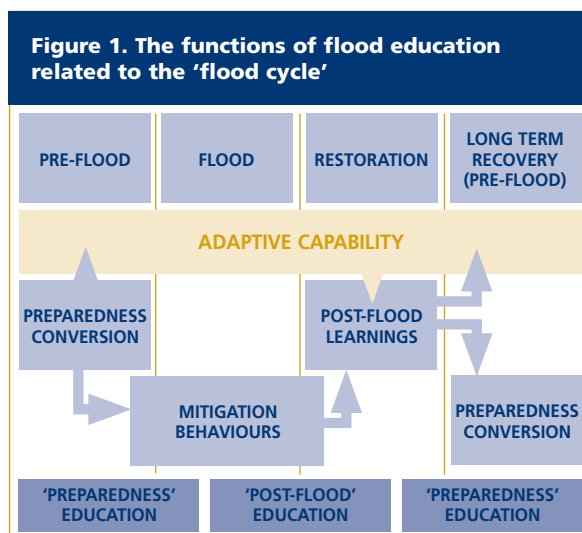 Figure 1. The functions of flood education
related to the ‘flood cycle’
PRE-FLOOD
FLOOD
RESTORATION
LONG TERM
RECOVERY
(PRE-FLOOD)
ADAPTIVE CAPABILITY
PREPAREDNESS
CONVERSION
POST-FLOOD
LEARNINGS
MITIGATION
BEHAVIOURS
PREPAREDNESS
CONVERSION
‘PREPAREDNESS’
EDUCATION
‘POST-FLOOD’
EDUCATION
‘PREPAREDNESS’
EDUCATION